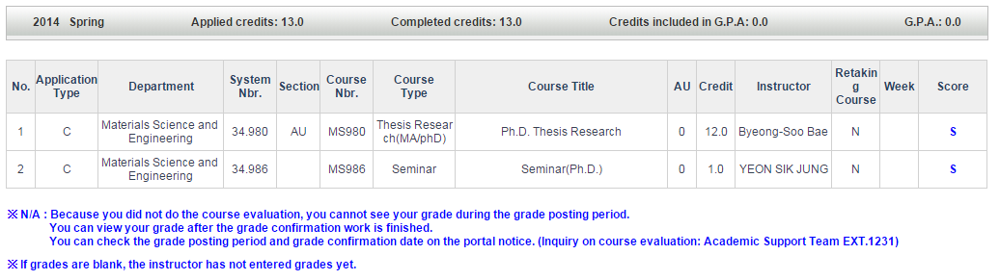 2014 Spring Applied credits: 13.0 Completed credits: 13.0 Credits included in G.P.A: 0.0 G.P.A.: 0.0
No. Application Type Department System Nbr. Section Course Nbr. Course Type Course Title AU Credit Instructor Retakin g Course Week Score
1 C Materials Science and Engineering 34.980 AU MS980 Thesis Resear ch(MA/phD) Ph.D. Thesis Research 0 12.0 Byeong-Soo Bae N S
2 C Materials Science and Engineering 34.986 MS986 Seminar Seminar(Ph.D.) 0 1.0 YEON SIK JUNG N S
※ N/A : Because you did not do the course evaluation, you cannot see your grade during the grade posting period.
You can view your grade after the grade confirmation work is finished.
You can check the grade posting period and grade confirmation date on the portal notice. (Inquiry on course evaluation: Academic Support Team EXT.1231)
※ If grades are blank, the instructor has not entered grades yet.